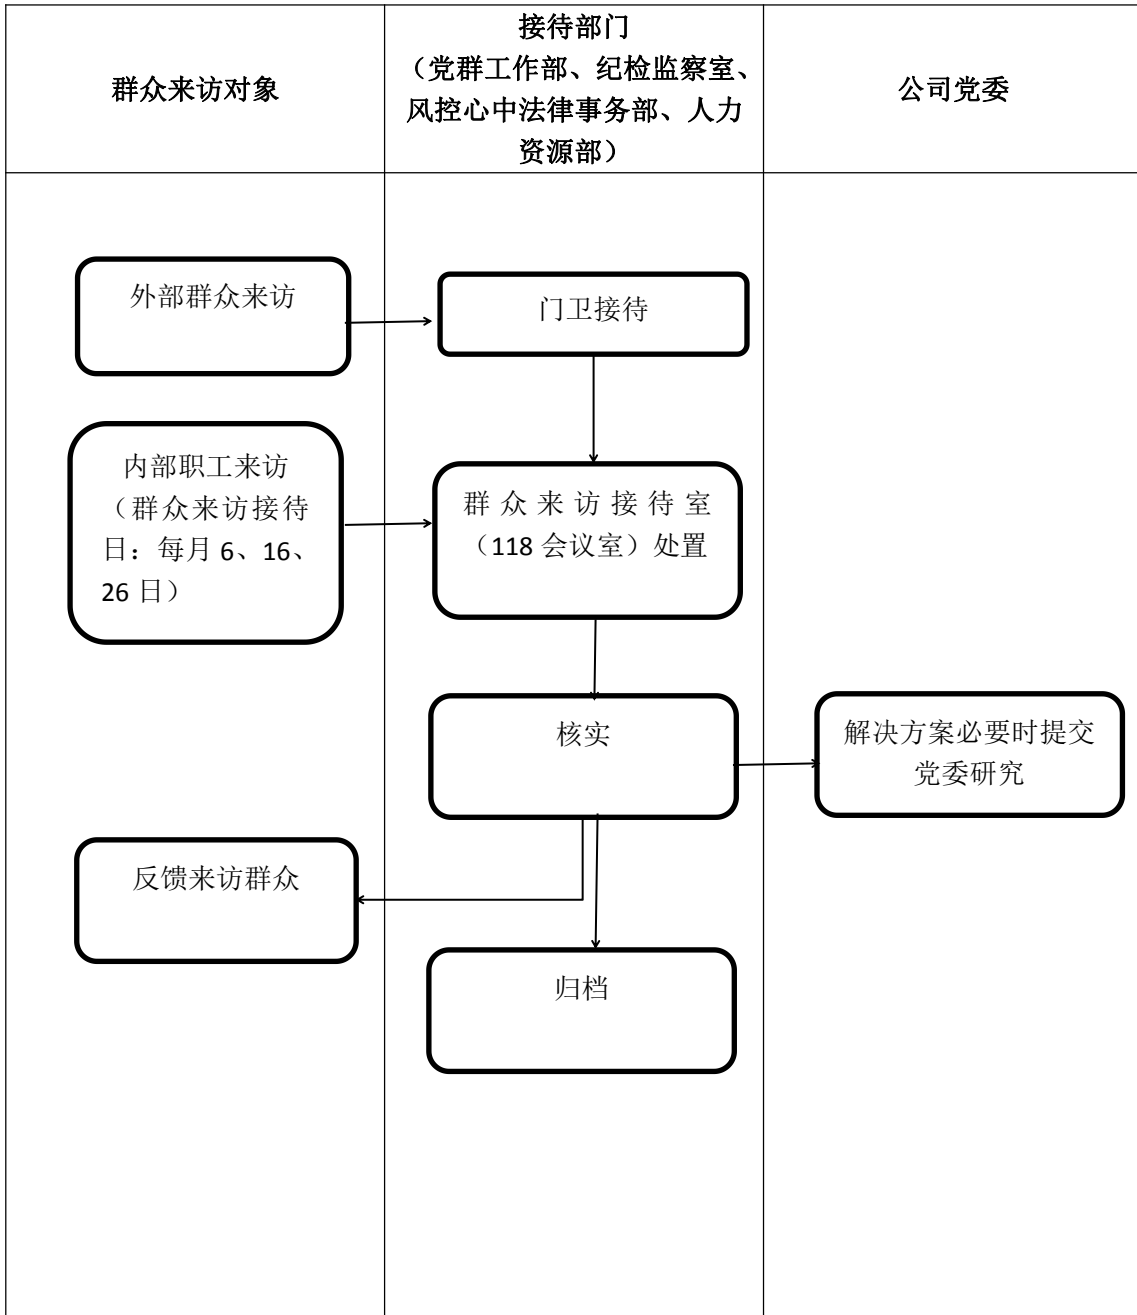 群众来访对象
接待部门
（党群工作部、纪检监察室、
风控心中法律事务部、人力
资源部）
公司党委
外部群众来访
门卫接待
内部职工来访
（群众来访接待
日：每月 6、16、
26 日）
群众来访接待室
（118 会议室）处置
核实
解决方案必要时提交
党委研究
反馈来访群众
归档